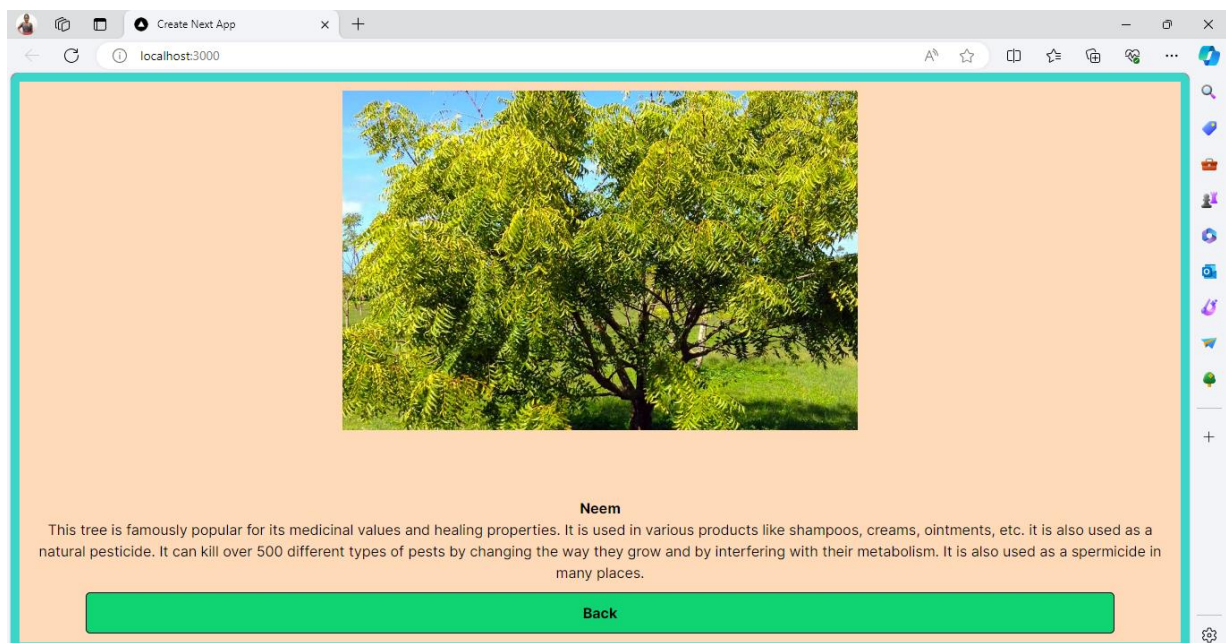 Create Next App
localhost:3000
Neem
This tree is famously popular for its medicinal values and healing properties. It is used in various products like shampoos, creams, ointments, etc. it is also used as a
natural pesticide. It can kill over 500 different types of pests by changing the way they grow and by interfering with their metabolism. It is also used as a spermicide in
many places.
Back